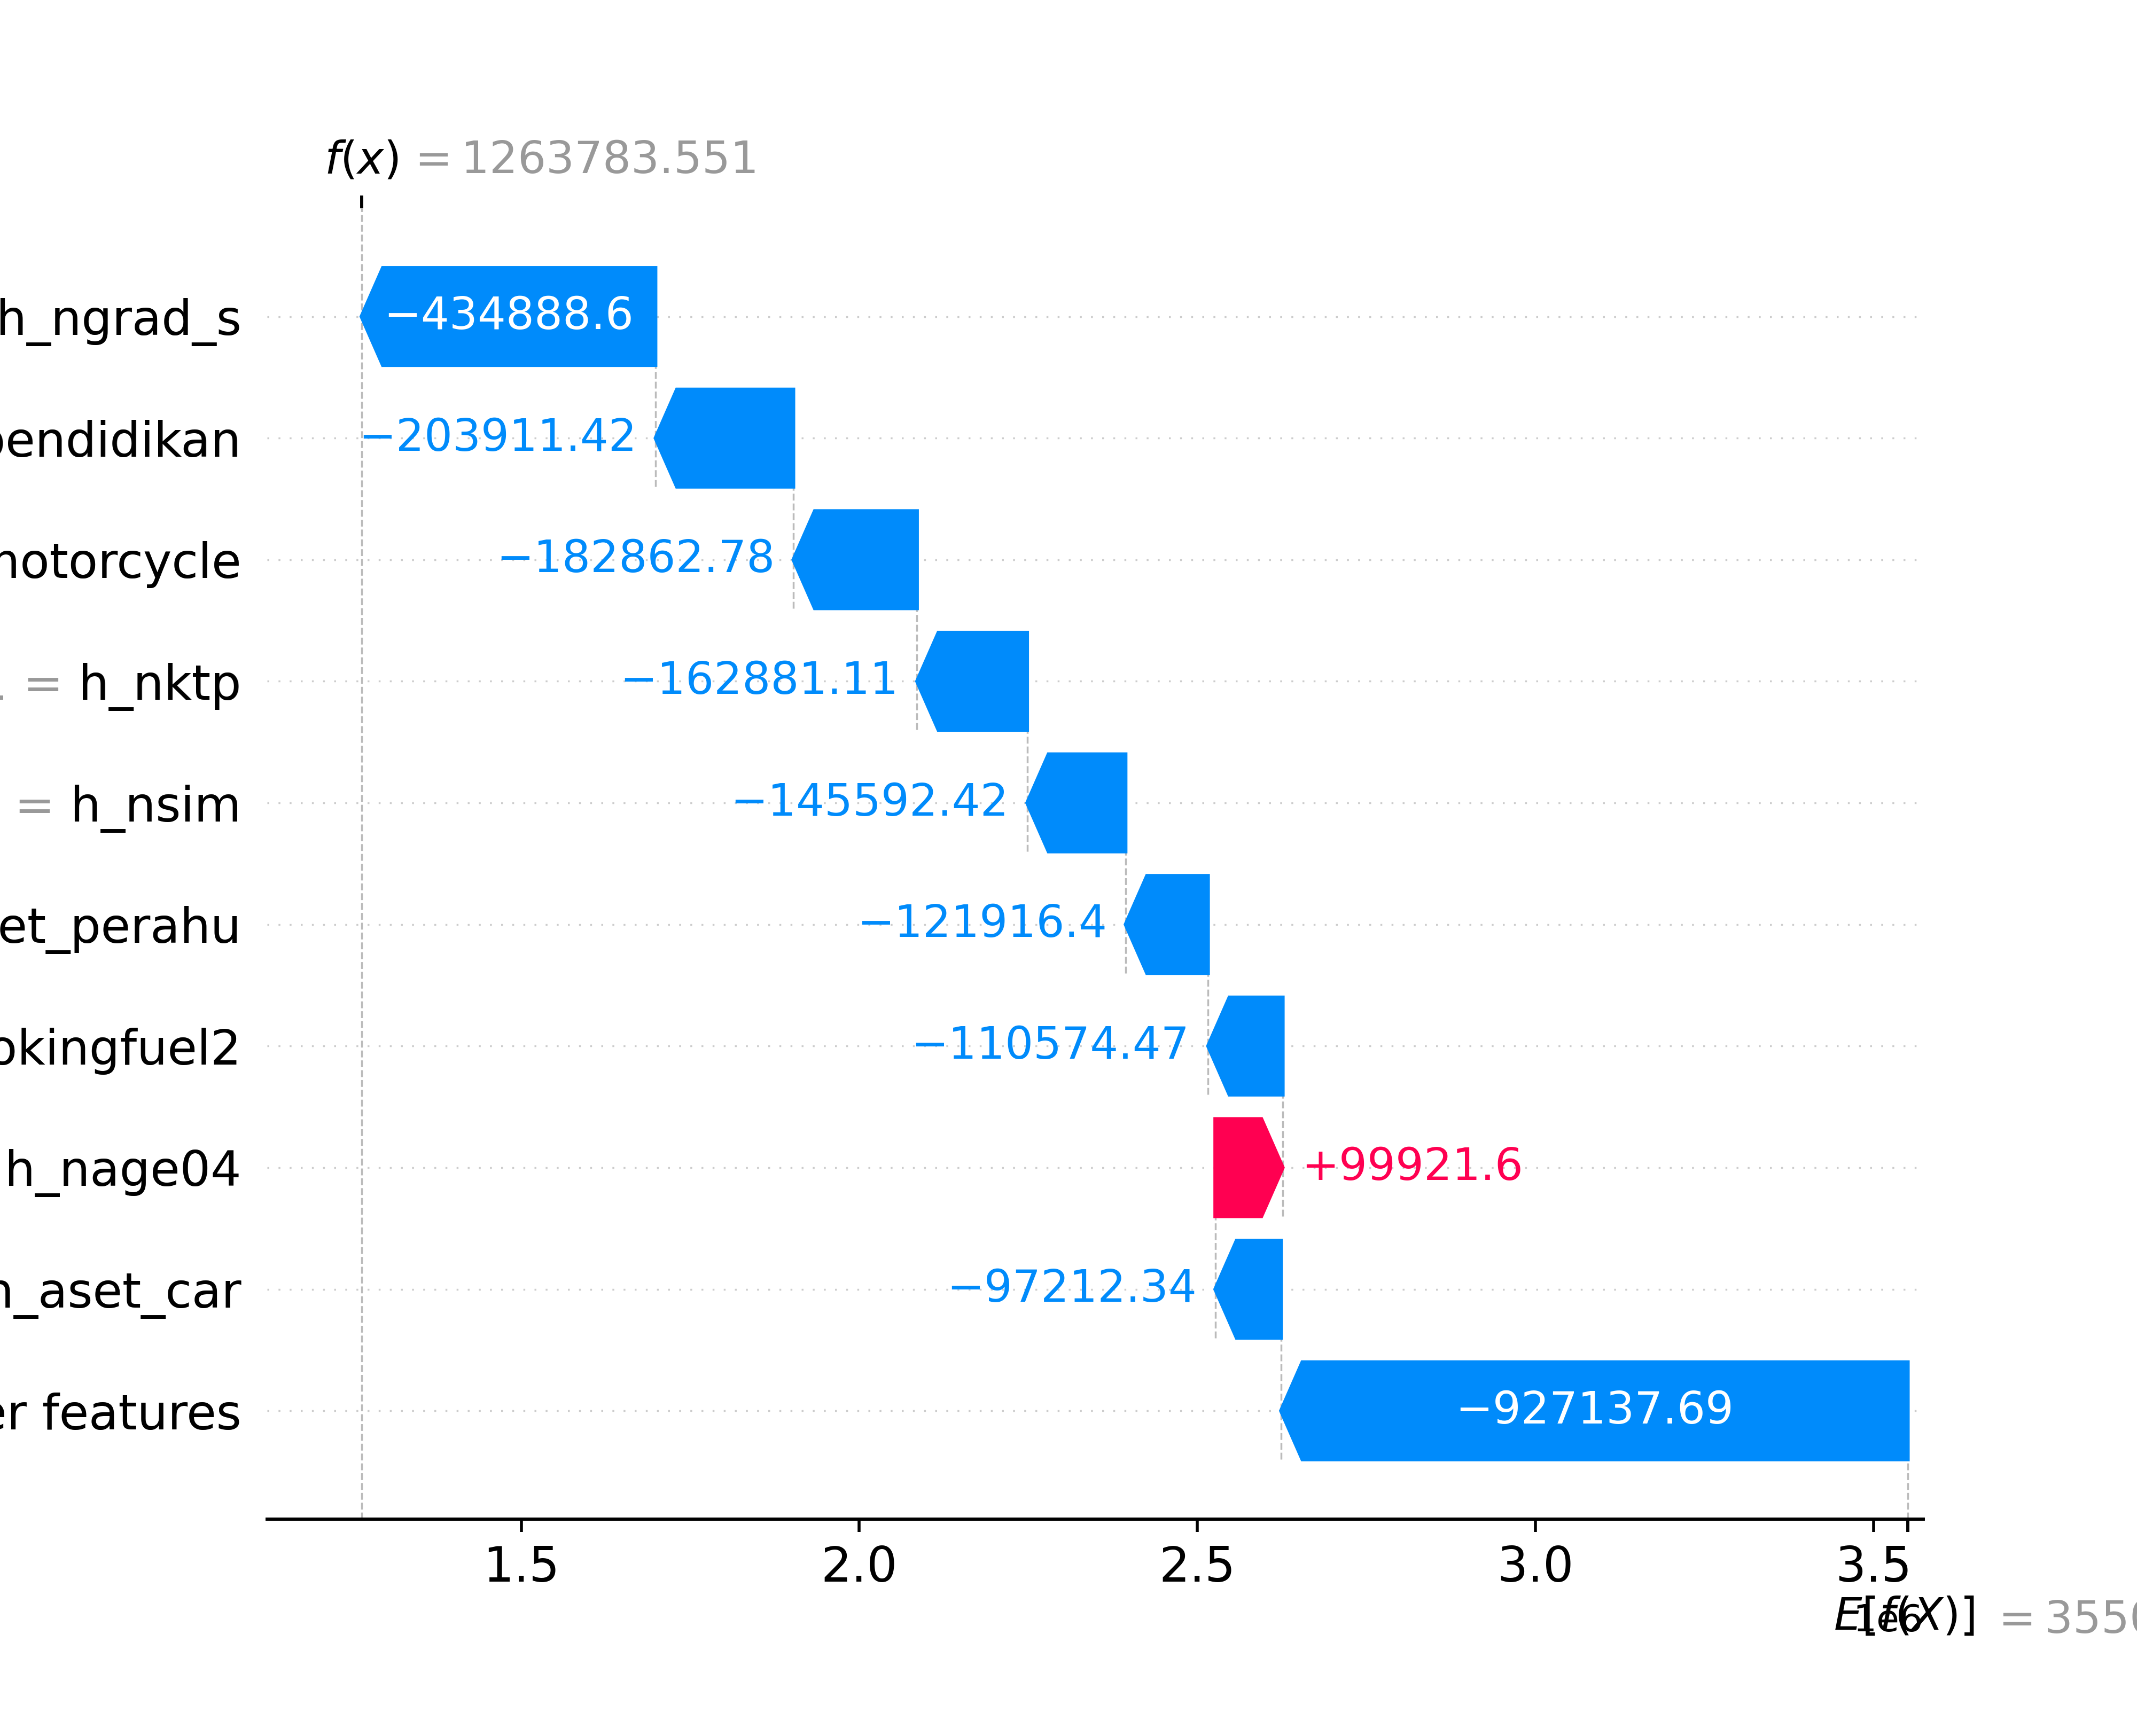 f(x) = 1263783.551
h_ngrad_s
−434888.6
pendidikan
−203911.42
motorcycle
−182862.78
= h_nktp
−162881.11
= h_nsim
−145592.42
et_perahu
−121916.4
okingfuel2
−110574.47
h_nage04
+99921.6
h_aset_car
−97212.34
er features
−927137.69
1.5 2.0 2.5 3.0 3.5
1e6
E[f(X)] = 3550